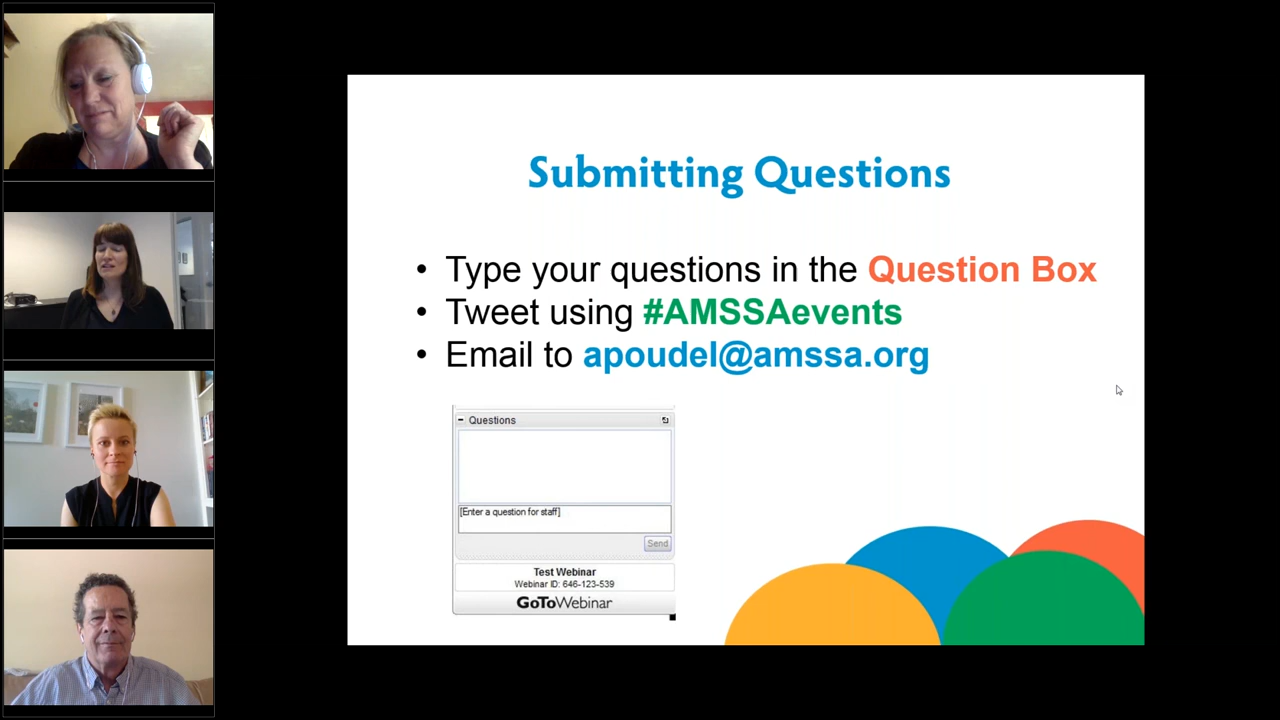 Submitting Questions
• Type your questions in the Question Box
• Tweet using #AMSSAevents
• Email to apoudel@amssa.org
Questions
[Enter a question for staff]
Send
Test Webinar
Webinar ID: 646-123-539
GoToWebinar